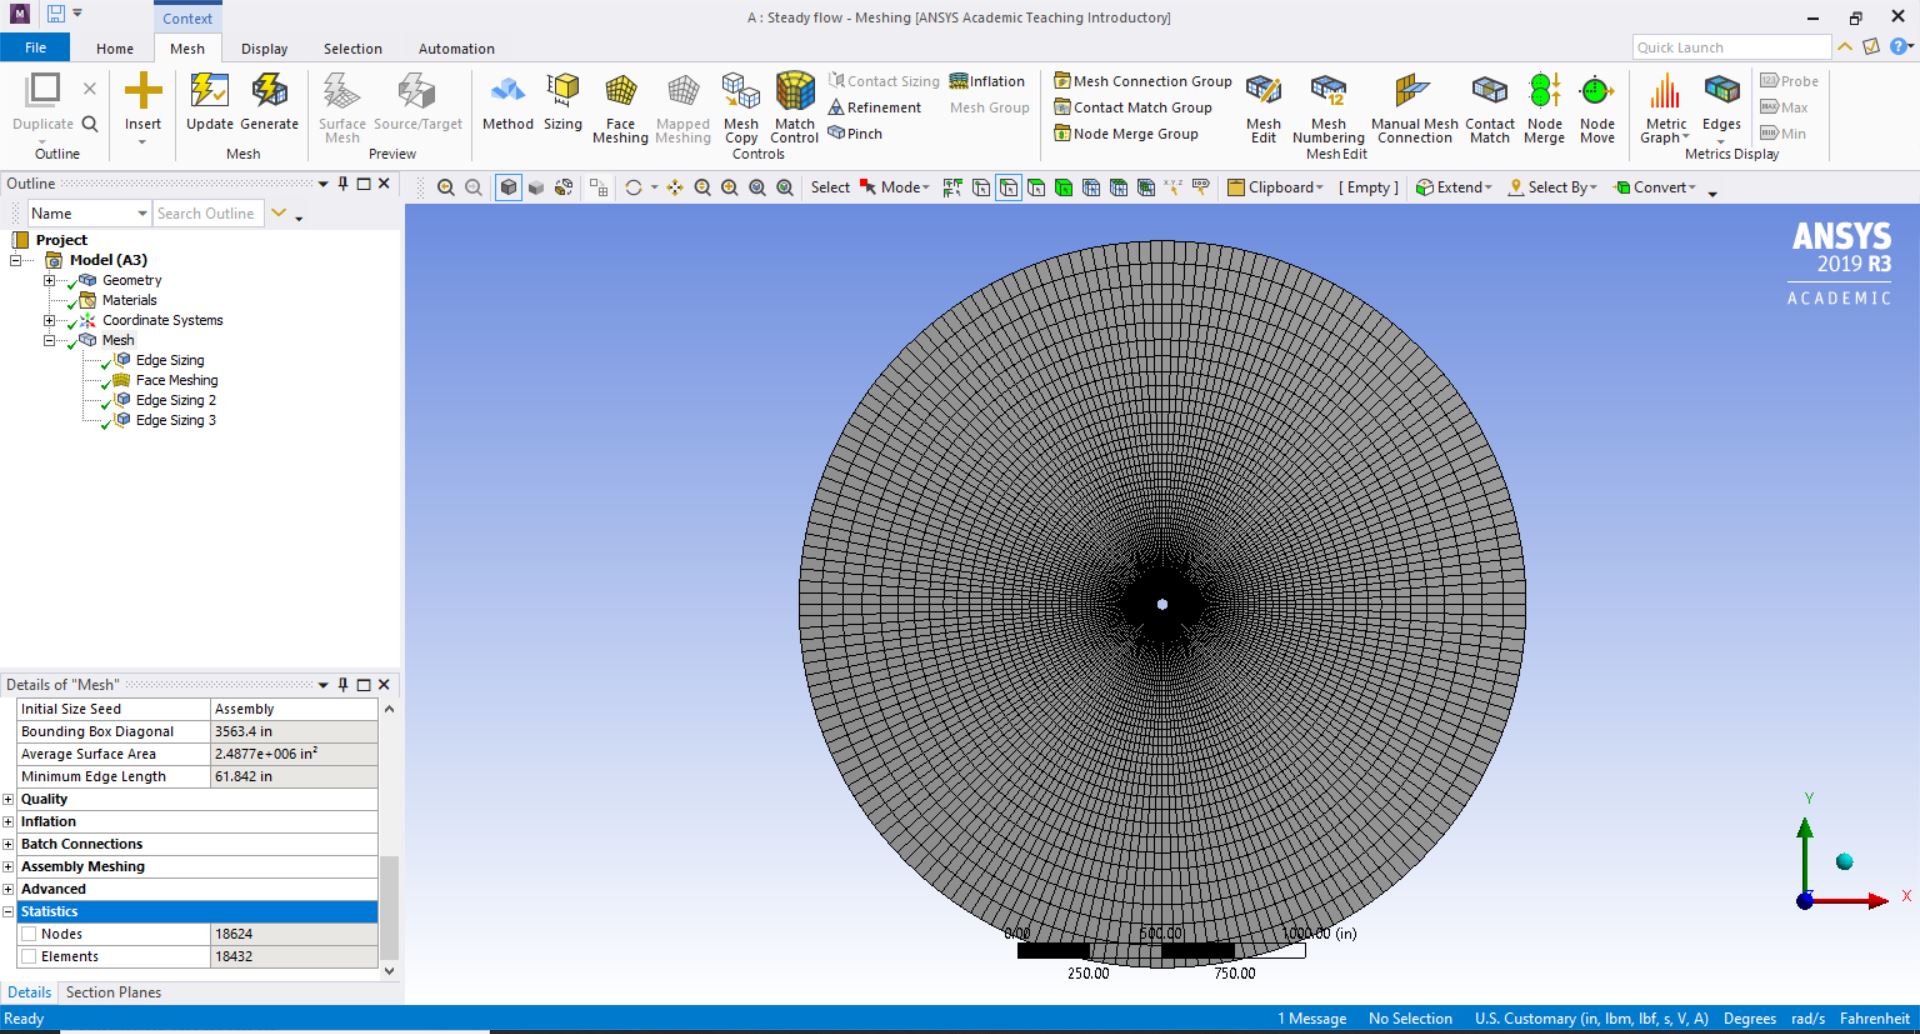 Context
A : Steady flow - Meshing [ANSYS Academic Teaching Introductory]
File Home Mesh Display Selection Automation
Quick Launch
Duplicate
Outline
Insert
Update Generate
Mesh
Surface Mesh Source/Target
Preview
Method Sizing Face Meshing Mapped Meshing Mesh Copy Match Control
Contact Sizing Inflation
Refinement Mesh Group
Pinch
Controls
Mesh Connection Group
Contact Match Group
Node Merge Group
Mesh Edit Mesh Numbering Manual Mesh Connection Contact Match Node Merge Node Move
Mesh Edit
Metric Graph Edges
Probe
Max
Min
Metrics Display
Outline
Name Search Outline
Select Mode Clipboard [ Empty ] Extend Select By Convert
Project
Model (A3)
Geometry
Materials
Coordinate Systems
Mesh
Edge Sizing
Face Meshing
Edge Sizing 2
Edge Sizing 3
ANSYS
2019 R3
ACADEMIC
Details of "Mesh"
Initial Size Seed Assembly
Bounding Box Diagonal 3563.4 in
Average Surface Area 2.4877e+006 in²
Minimum Edge Length 61.842 in
Quality
Inflation
Batch Connections
Assembly Meshing
Advanced
Statistics
Nodes 18624
Elements 18432
Details Section Planes
0.00 500.00 1000.00 (in)
250.00 750.00
Y
X
Z
Ready 1 Message No Selection U.S. Customary (in, lbm, lbf, s, V, A) Degrees rad/s Fahrenheit